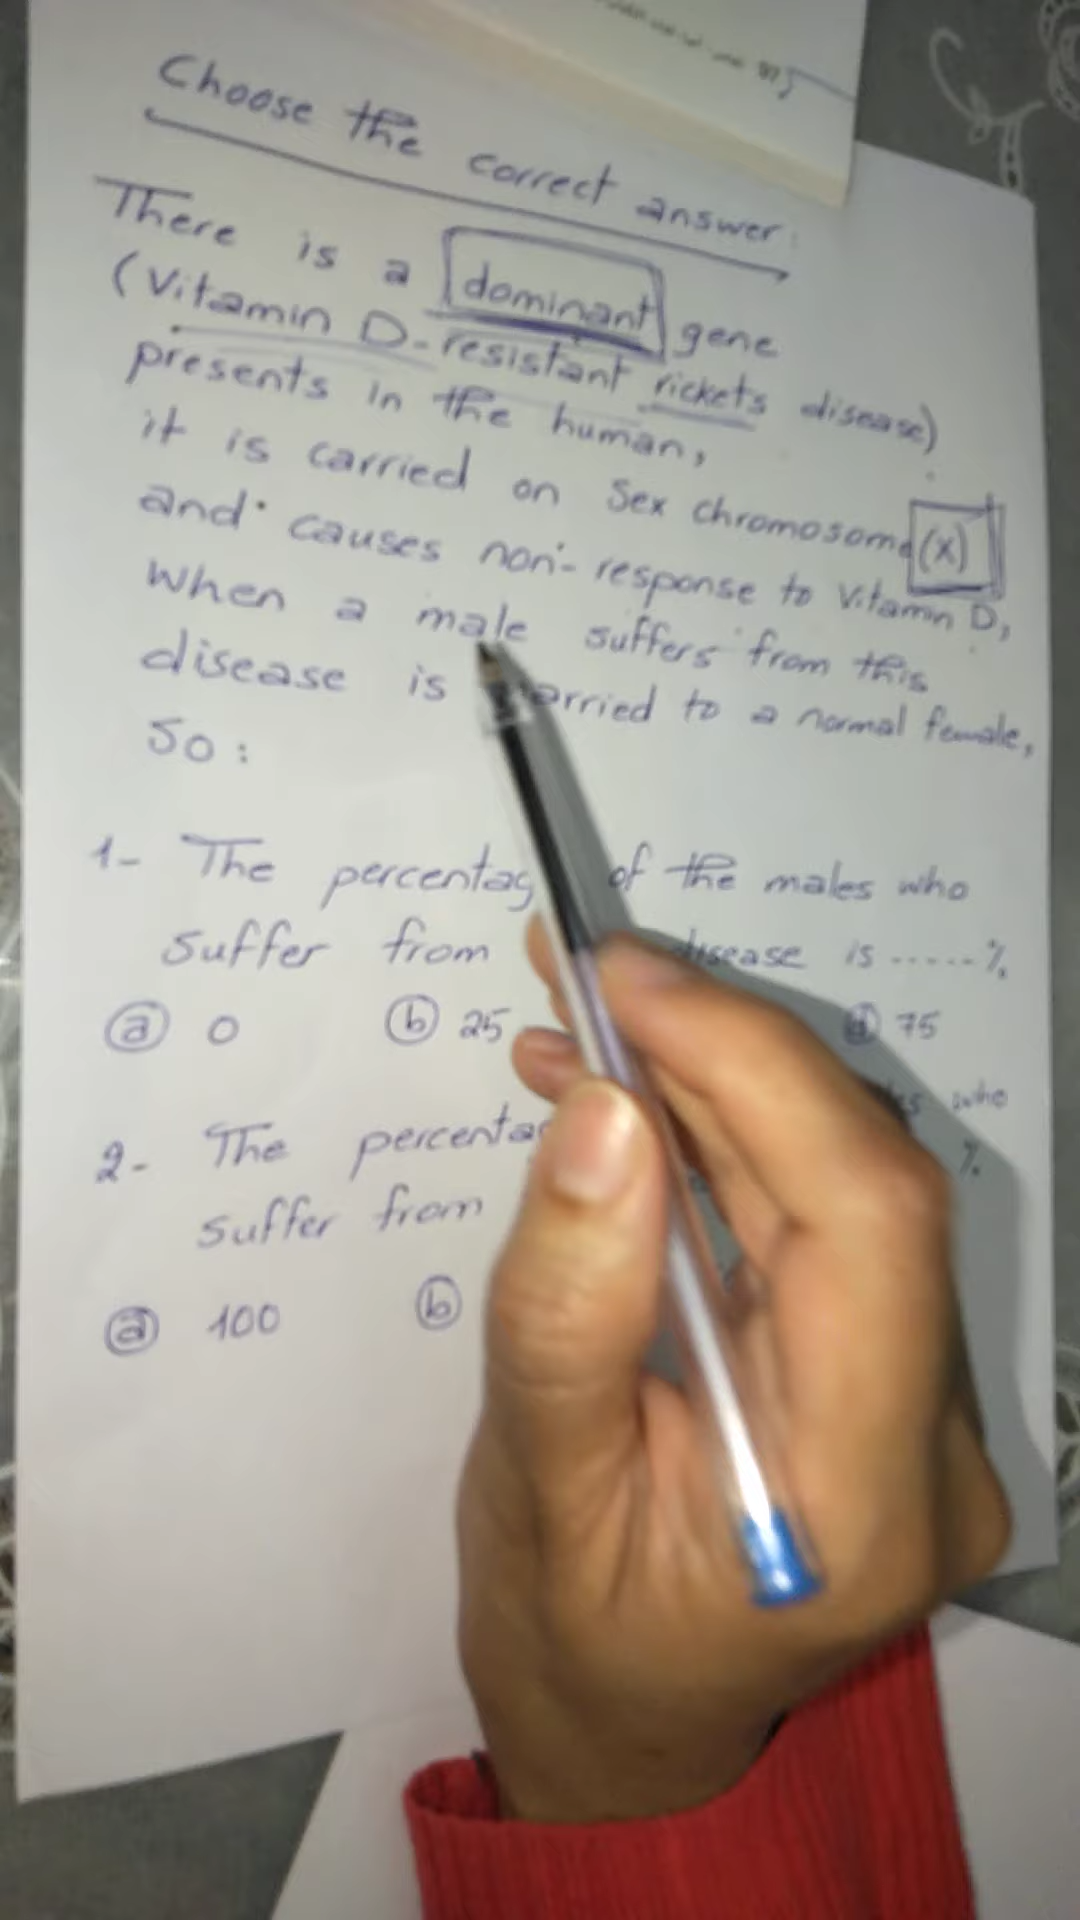 Choose the correct answer:
There is a dominant gene
(Vitamin D-resistant rickets disease)
presents in the human,
it is carried on Sex chromosome (X)
and causes non-response to Vitamin D,
When a male suffers from this
disease is arried to a normal female,
So:
1- The percentag of the males who
suffer from disease is .....%
a 0 b 25 d 75
2- The percenta who
suffer from %
a 100 b